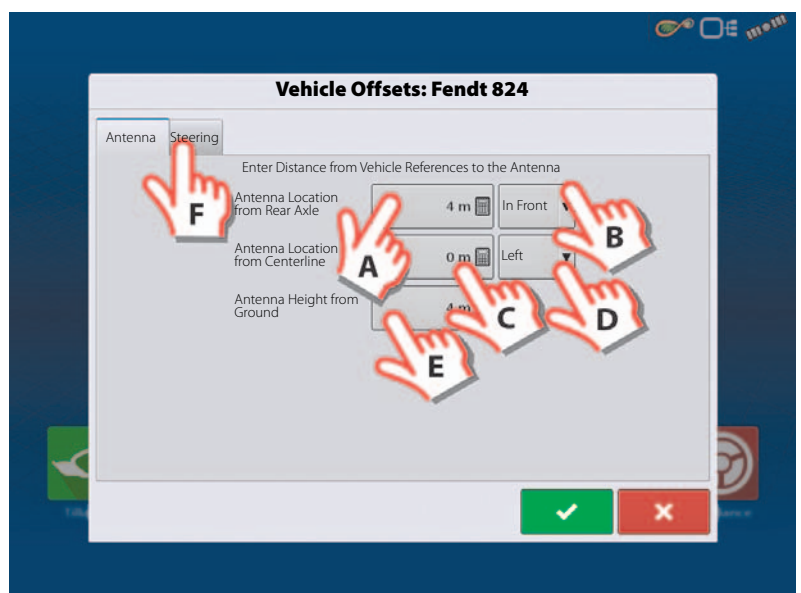 Vehicle Offsets: Fendt 824
Antenna
Steering
Enter Distance from Vehicle References to the Antenna
Antenna Location
from Rear Axle
4 m
In Front
Antenna Location
from Centerline
0 m
Left
Antenna Height from
Ground
4 m
F
A
B
C
D
E